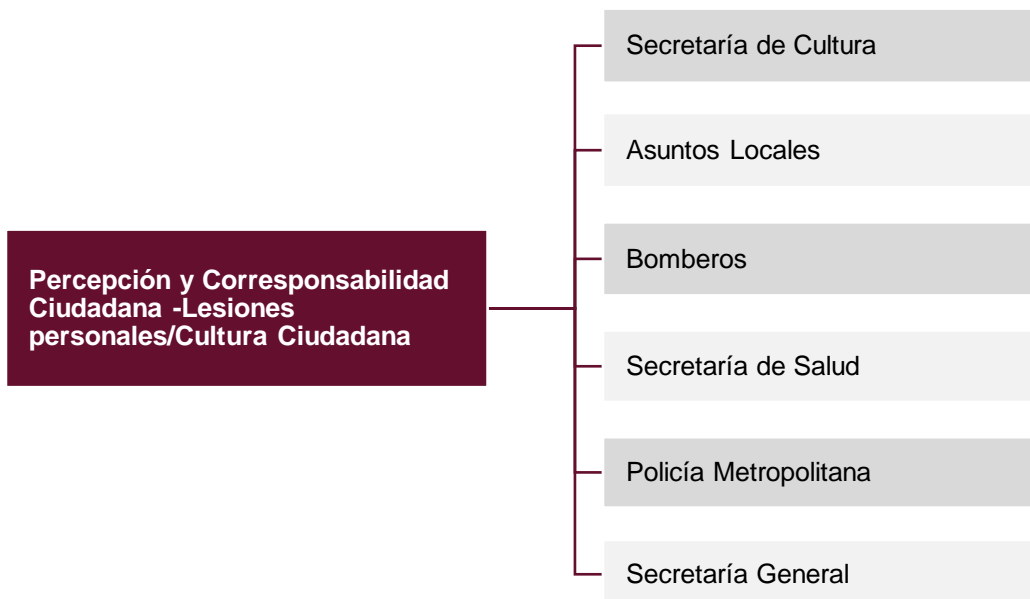 Secretaría de Cultura
Asuntos Locales
Bomberos
Percepción y Corresponsabilidad
Ciudadana -Lesiones
personales/Cultura Ciudadana
Secretaría de Salud
Policía Metropolitana
Secretaría General